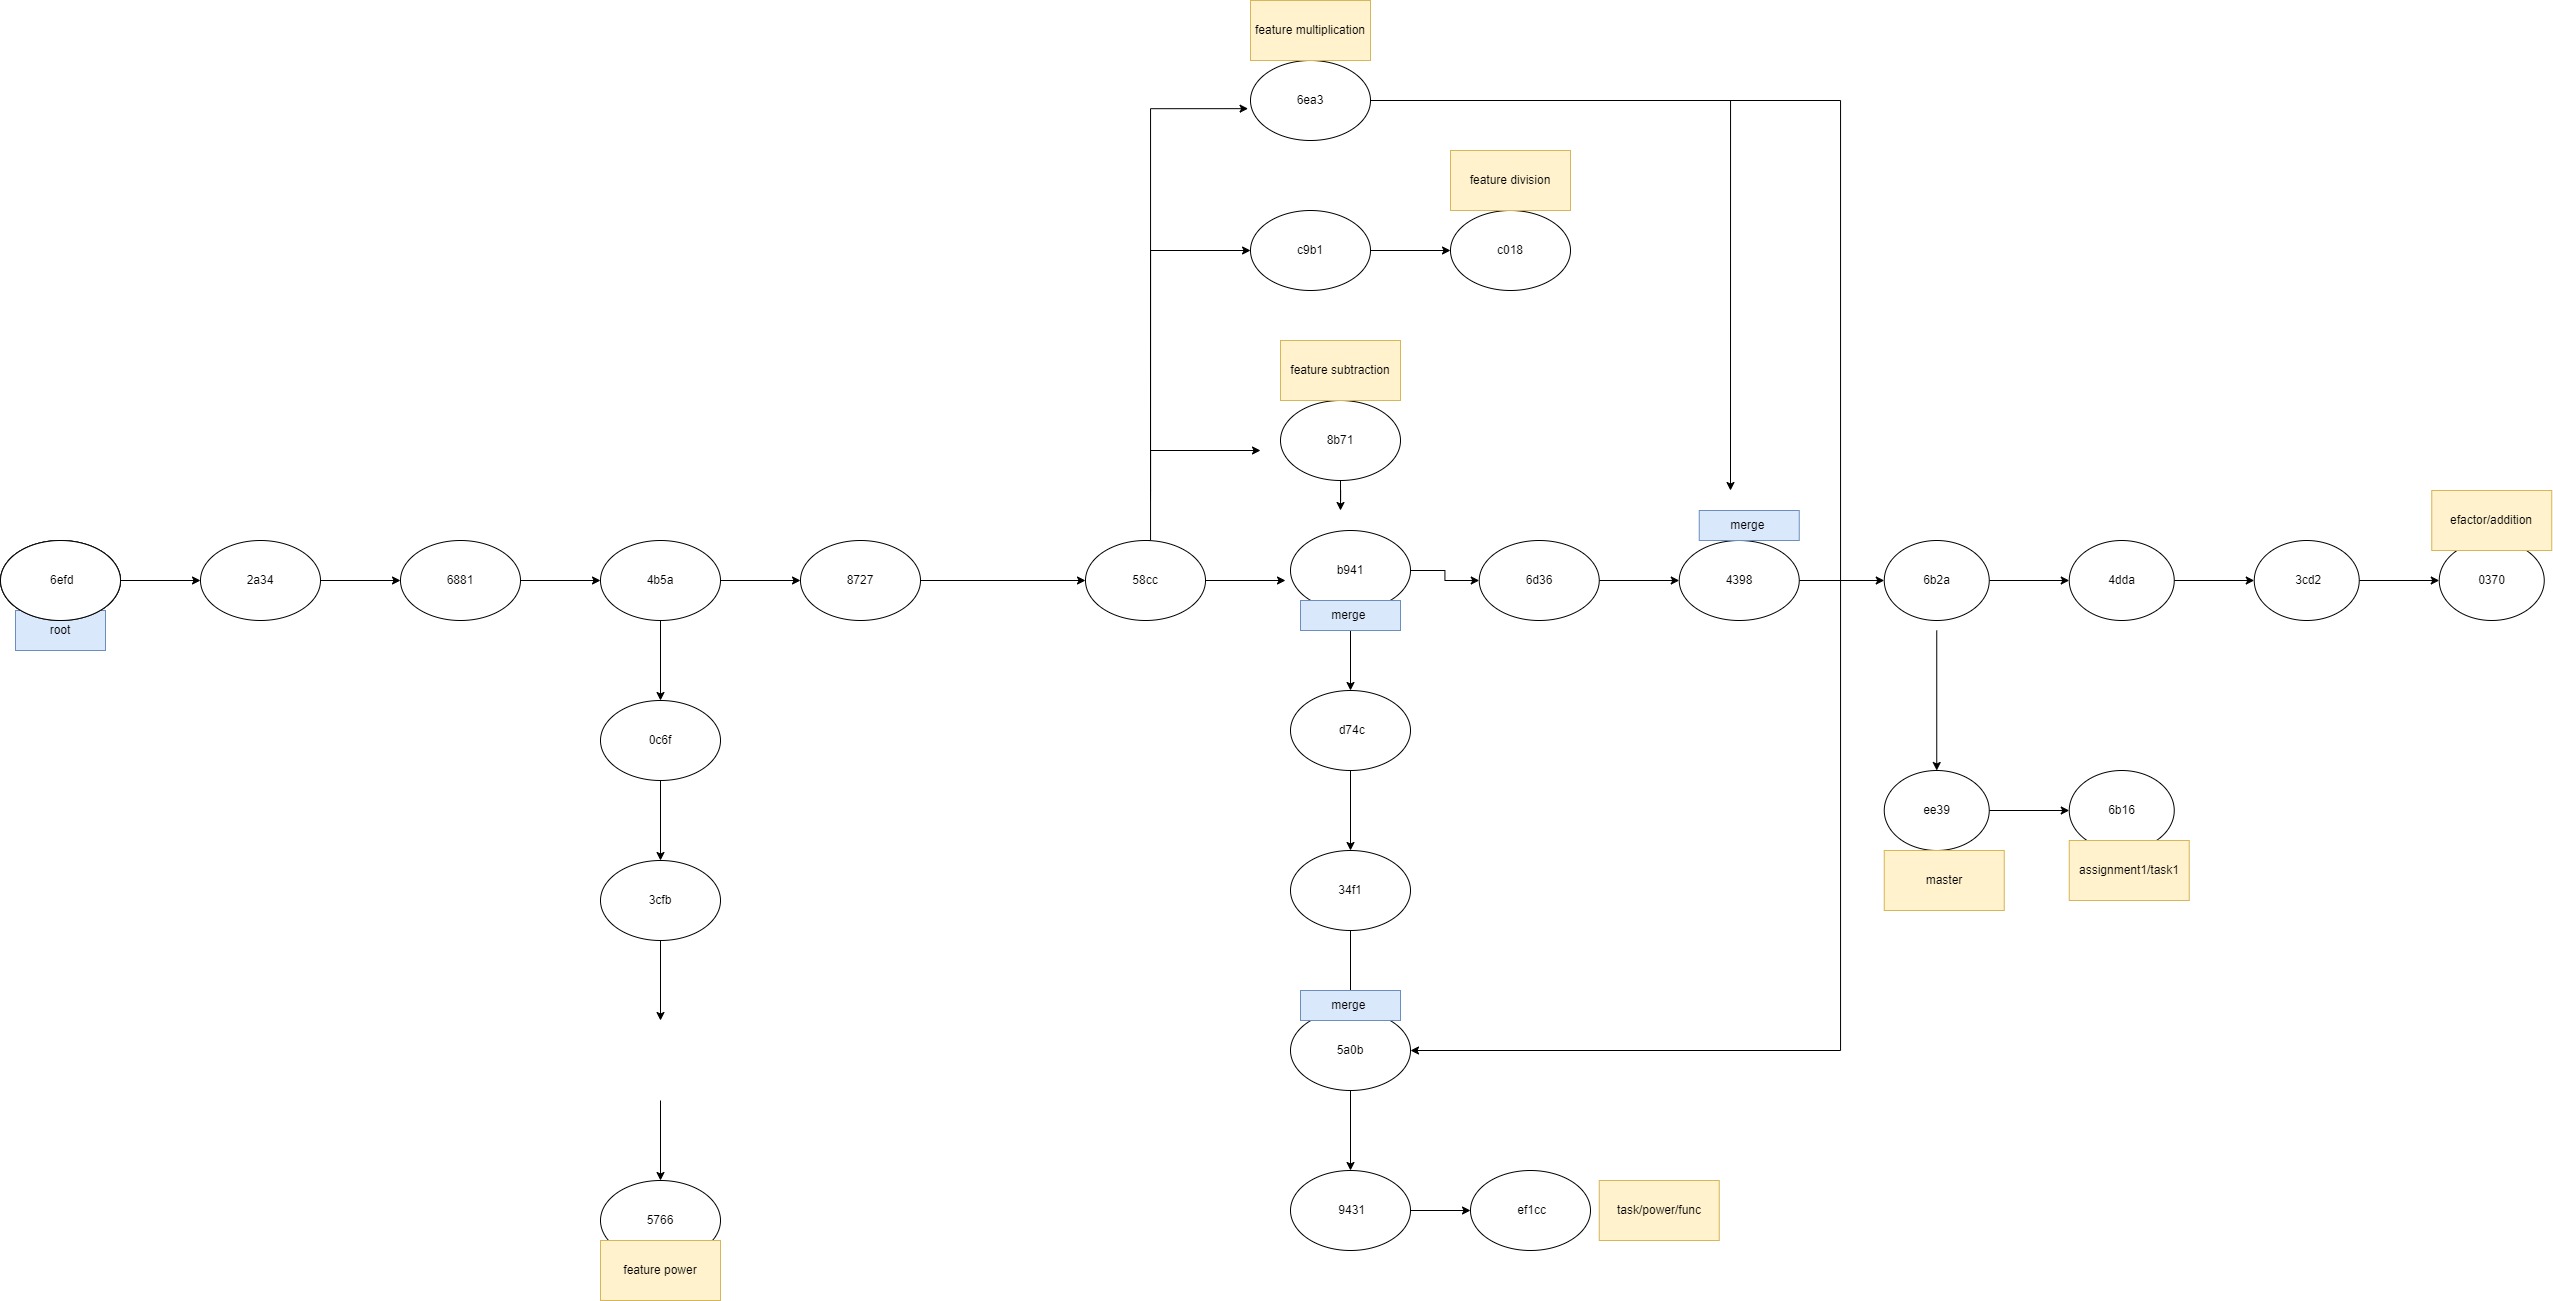 feature multiplication
6ea3
feature division
c9b1
c018
feature subtraction
8b71
6efd
root
2a34
6881
4b5a
8727
58cc
b941
merge
6d36
merge
4398
6b2a
4dda
3cd2
efactor/addition
0370
0c6f
d74c
3cfb
34f1
ee39
master
6b16
assignment1/task1
merge
5a0b
5766
feature power
9431
ef1cc
task/power/func